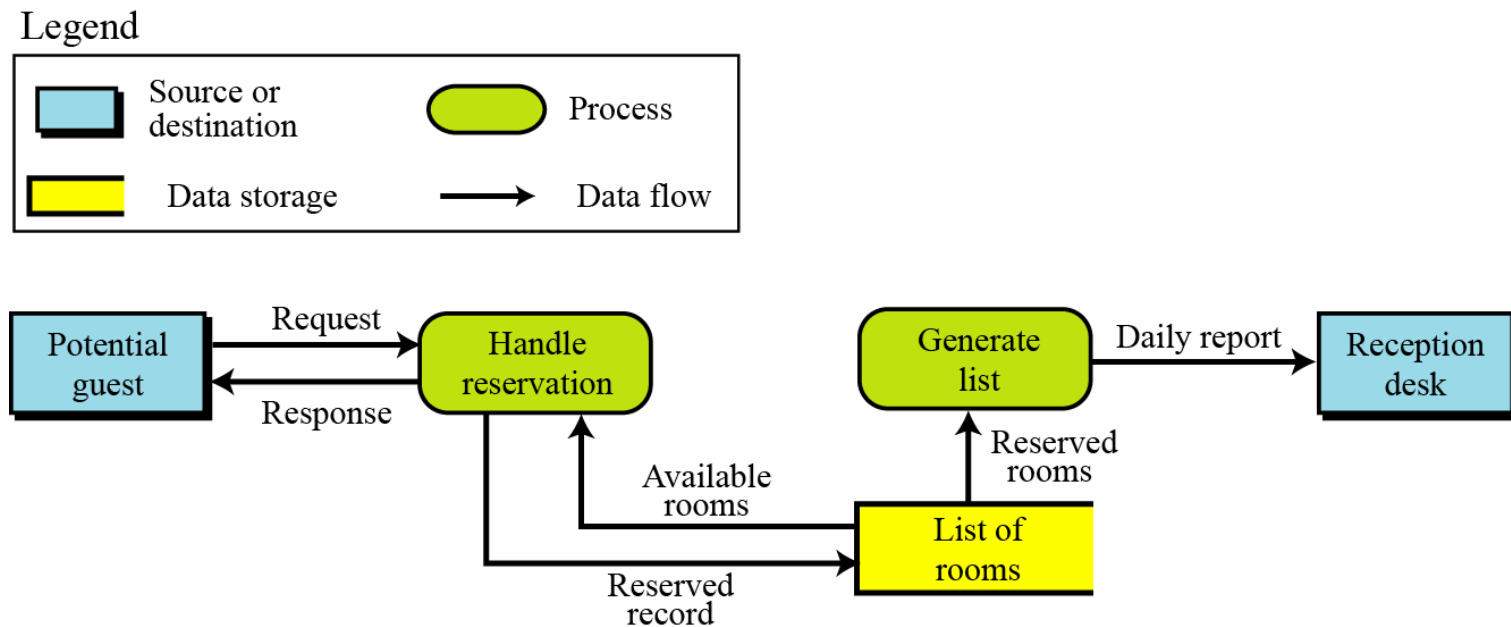 Legend
Source or
destination
Process
Data storage
Data flow
Potential
guest
Request
Response
Handle
reservation
Generate
list
Daily report
Reception
desk
Available
rooms
Reserved
rooms
List of
rooms
Reserved
record